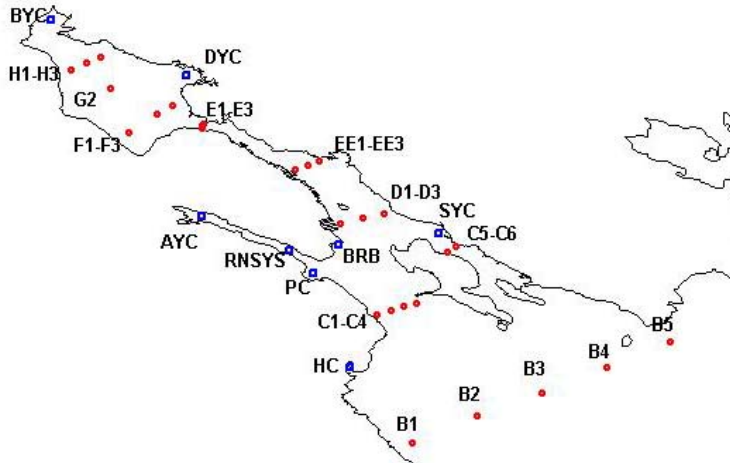 BYC
DYC
H1-H3
G2
E1-E3
F1-F3
EE1-EE3
D1-D3
SYC
AYC
C5-C6
RNSYS
BRB
PC
C1-C4
B5
HC
B4
B3
B2
B1